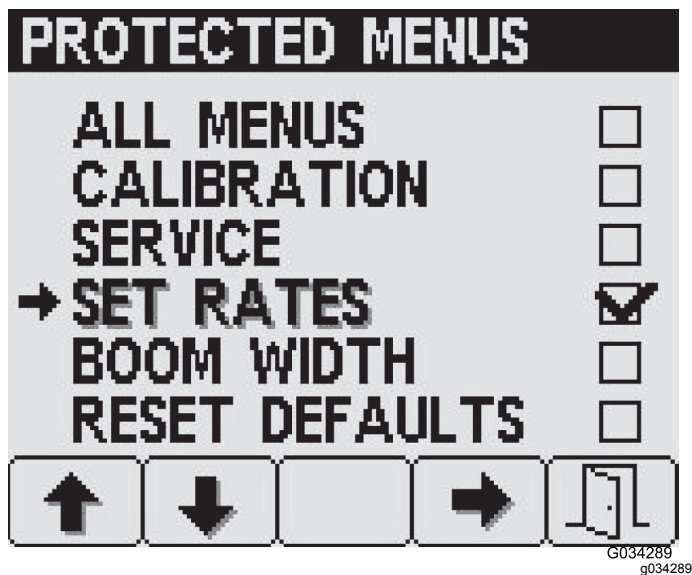 PROTECTED MENUS
ALL MENUS
CALIBRATION
SERVICE
SET RATES
BOOM WIDTH
RESET DEFAULTS
G034289
g034289